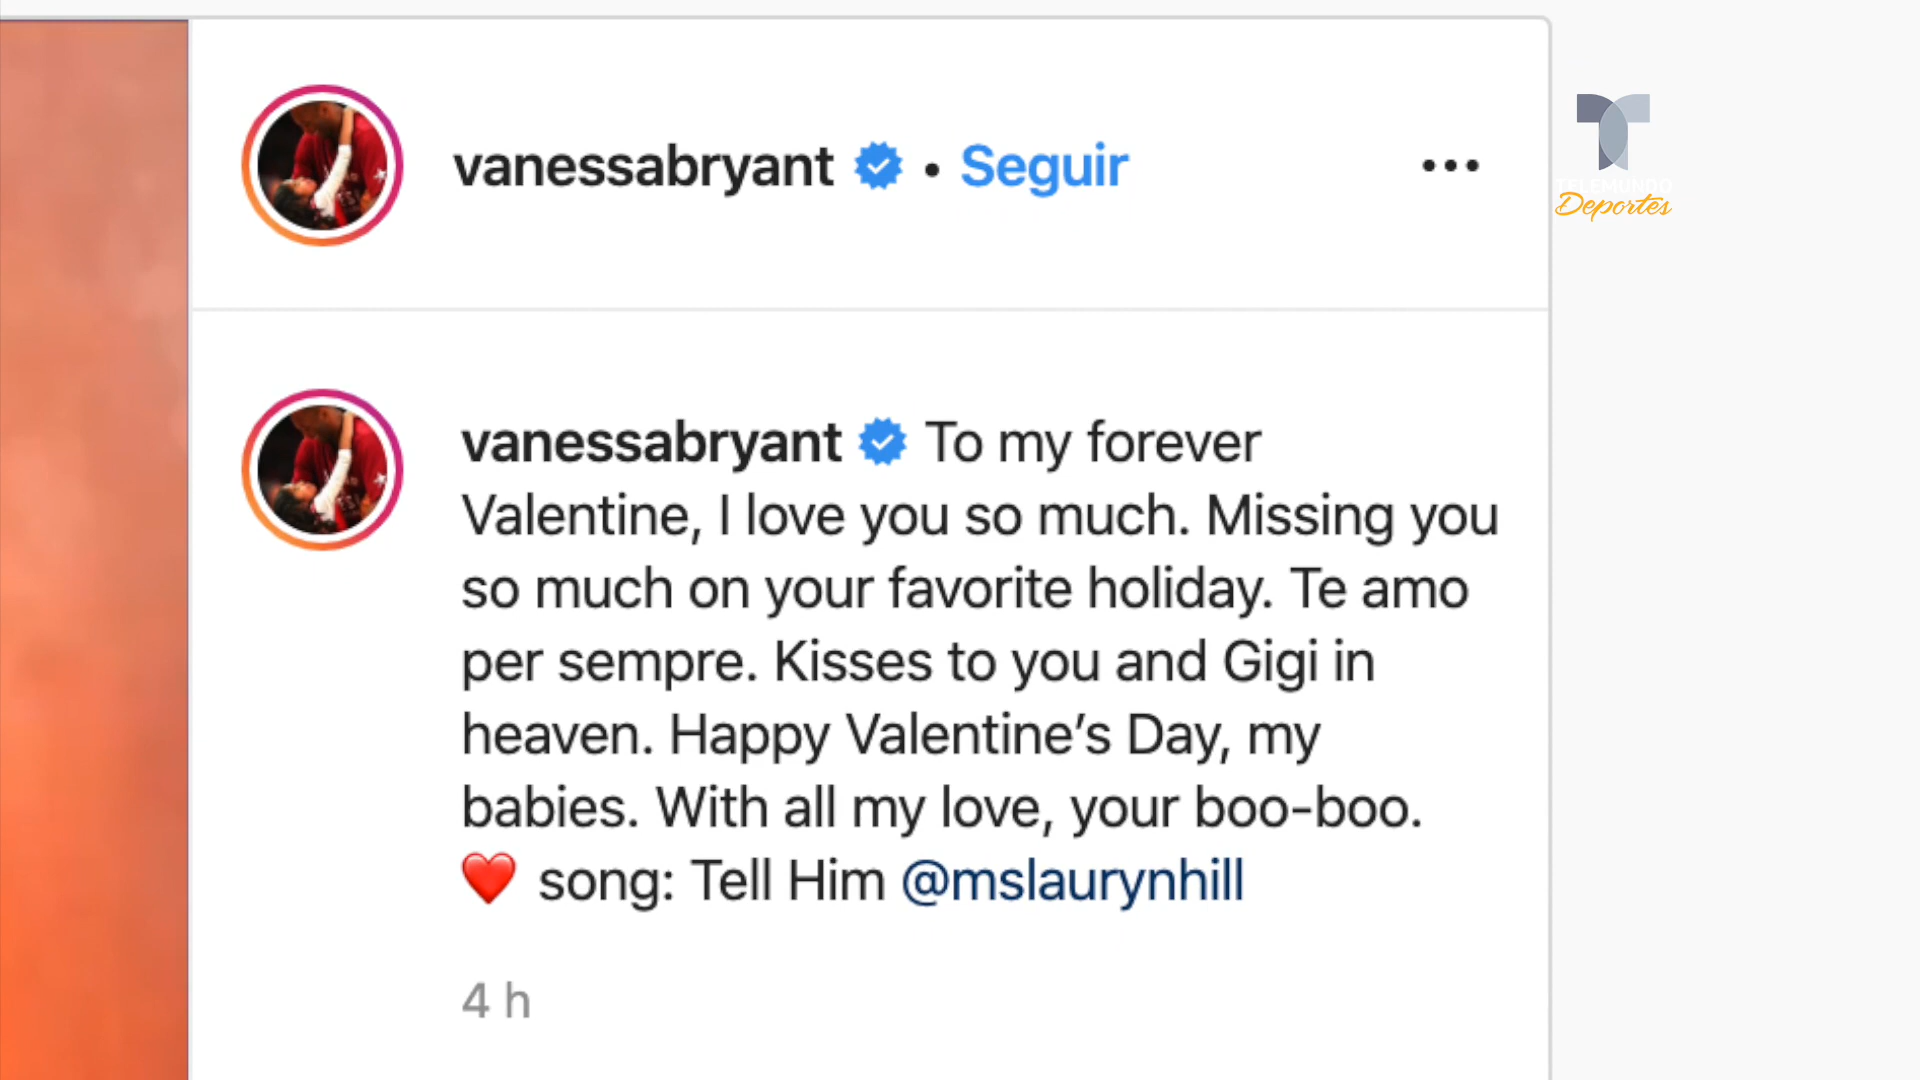 vanessabryant • Seguir
TELEMUNDO
Deportes
vanessabryant To my forever
Valentine, I love you so much. Missing you
so much on your favorite holiday. Te amo
per sempre. Kisses to you and Gigi in
heaven. Happy Valentine’s Day, my
babies. With all my love, your boo-boo.
❤️ song: Tell Him @mslaurynhill
4 h